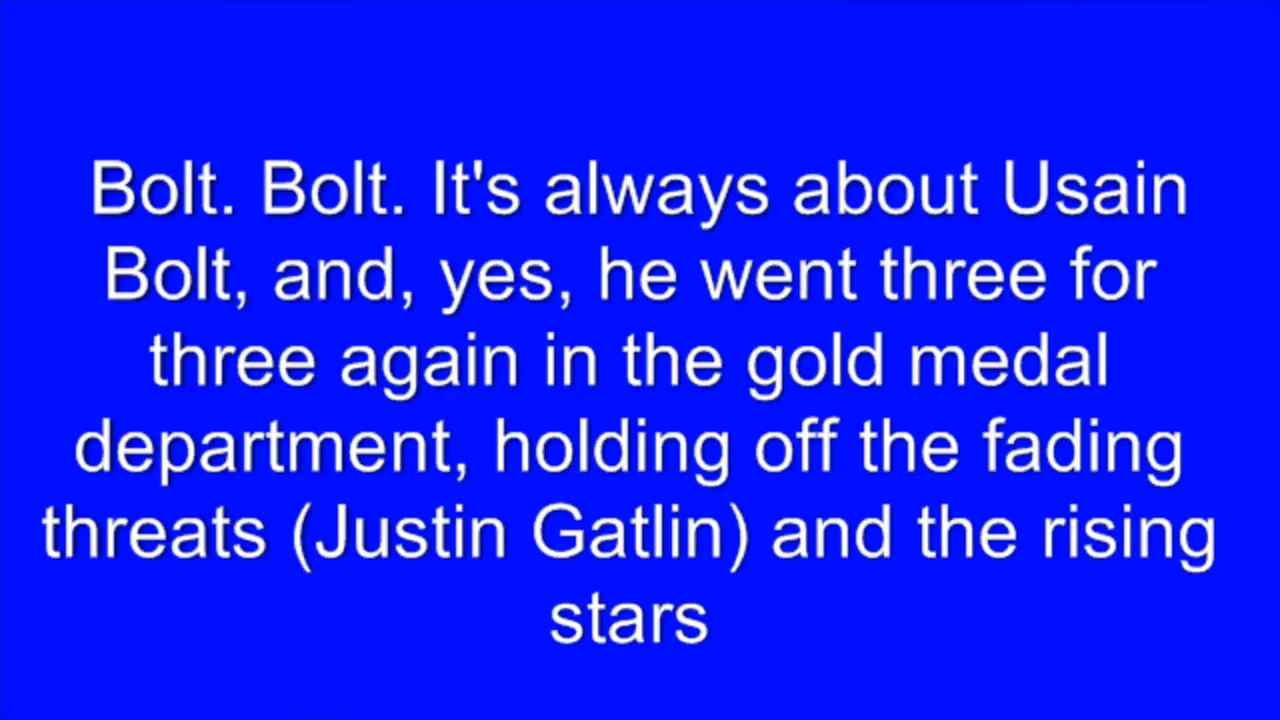 Bolt. Bolt. It's always about Usain
Bolt, and, yes, he went three for
three again in the gold medal
department, holding off the fading
threats (Justin Gatlin) and the rising
stars